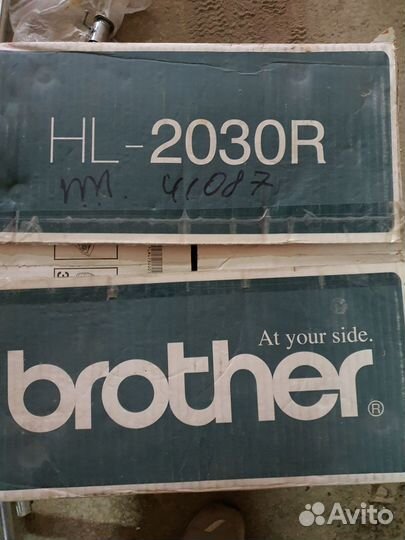 HL-2030R
41087
At your side.
brother®
Avito